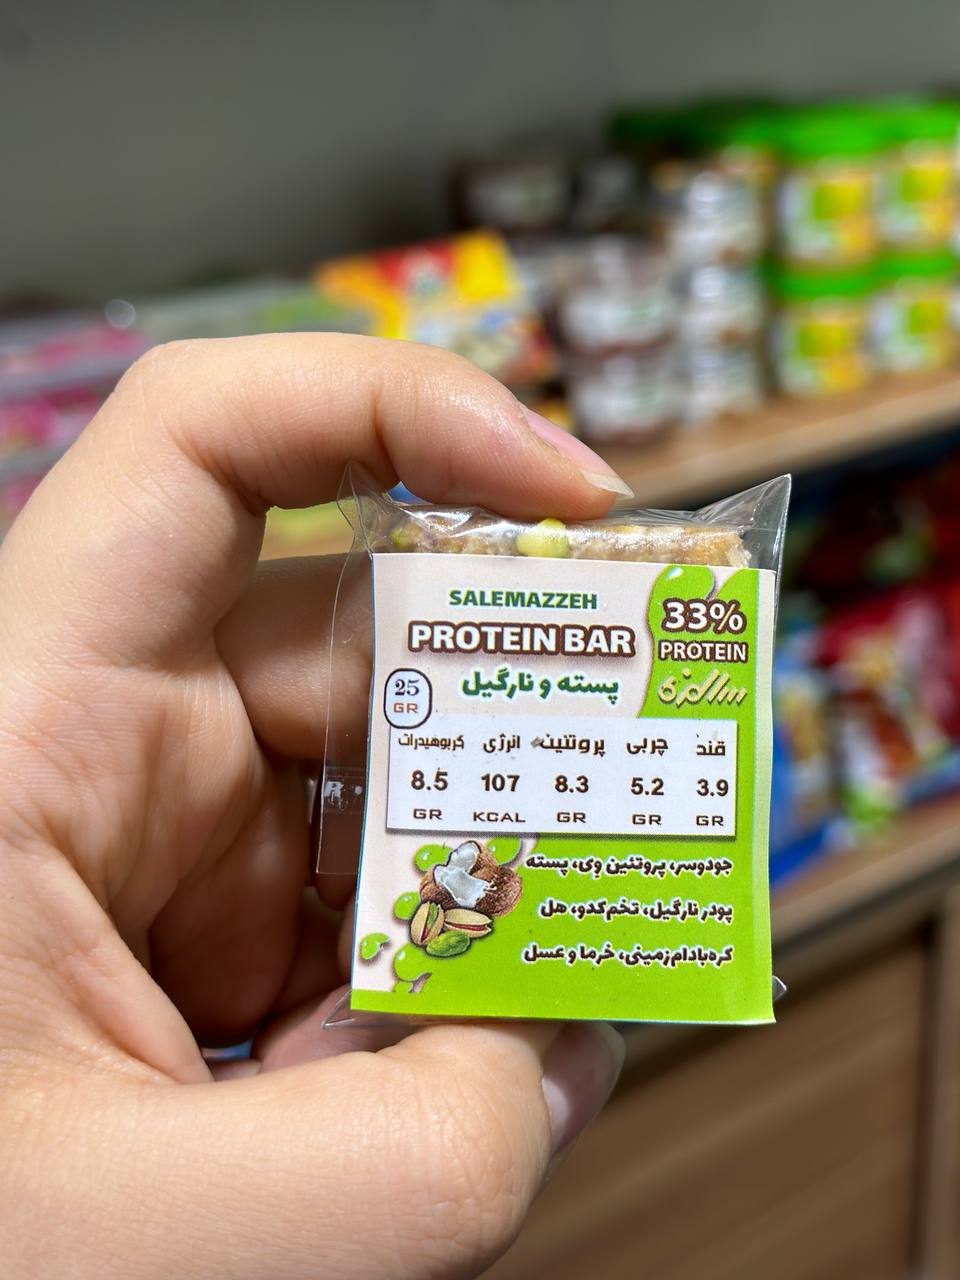 SALEMAZZEH
PROTEIN BAR
33%
PROTEIN
سالمزه
پسته و نارگیل
25
GR
قند چربی پروتئین انرژی کربوهیدرات
3.9 5.2 8.3 107 8.5
GR GR GR KCAL GR
جودوسر، پروتئین وِی، پسته
پودر نارگیل، تخم‌کدو، هل
کره‌بادام‌زمینی، خرما و عسل